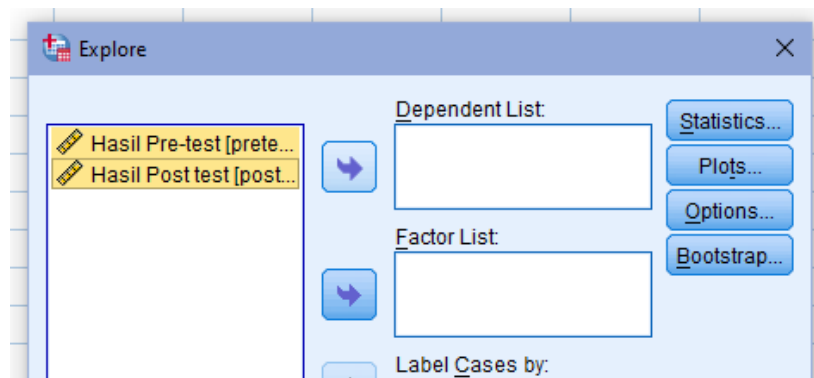 Explore
Hasil Pre-test [prete...
Hasil Post test [post...
Dependent List:
Factor List:
Label Cases by:
Statistics...
Plots...
Options...
Bootstrap...